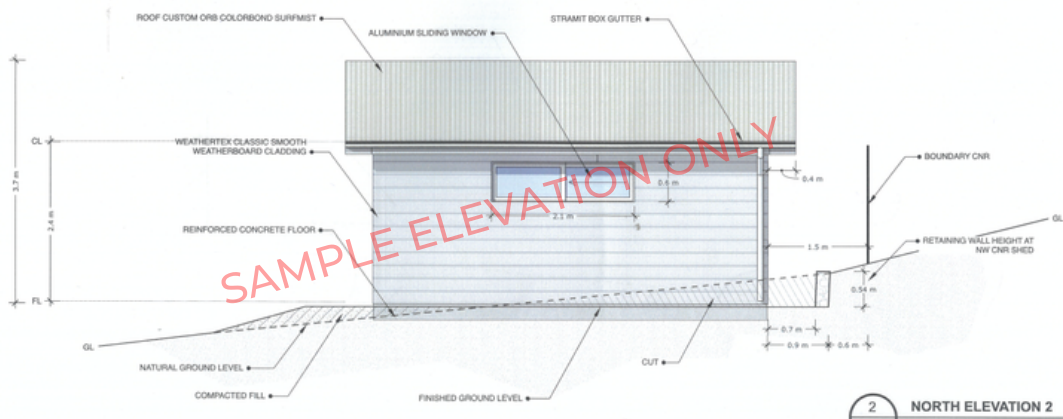 ROOF CUSTOM ORB COLORBOND SURFMIST
STRAMIT BOX GUTTER
ALUMINIUM SLIDING WINDOW
CL
WEATHERTEX CLASSIC SMOOTH
WEATHERBOARD CLADDING
BOUNDARY CNR
0.6 m
0.4 m
3.7 m
2.4 m
2.1 m
GL
REINFORCED CONCRETE FLOOR
1.5 m
RETAINING WALL HEIGHT AT
NW CNR SHED
SAMPLE ELEVATION ONLY
FL
0.54 m
0.7 m
GL
0.9 m
0.6 m
CUT
NATURAL GROUND LEVEL
COMPACTED FILL
FINISHED GROUND LEVEL
2
NORTH ELEVATION 2